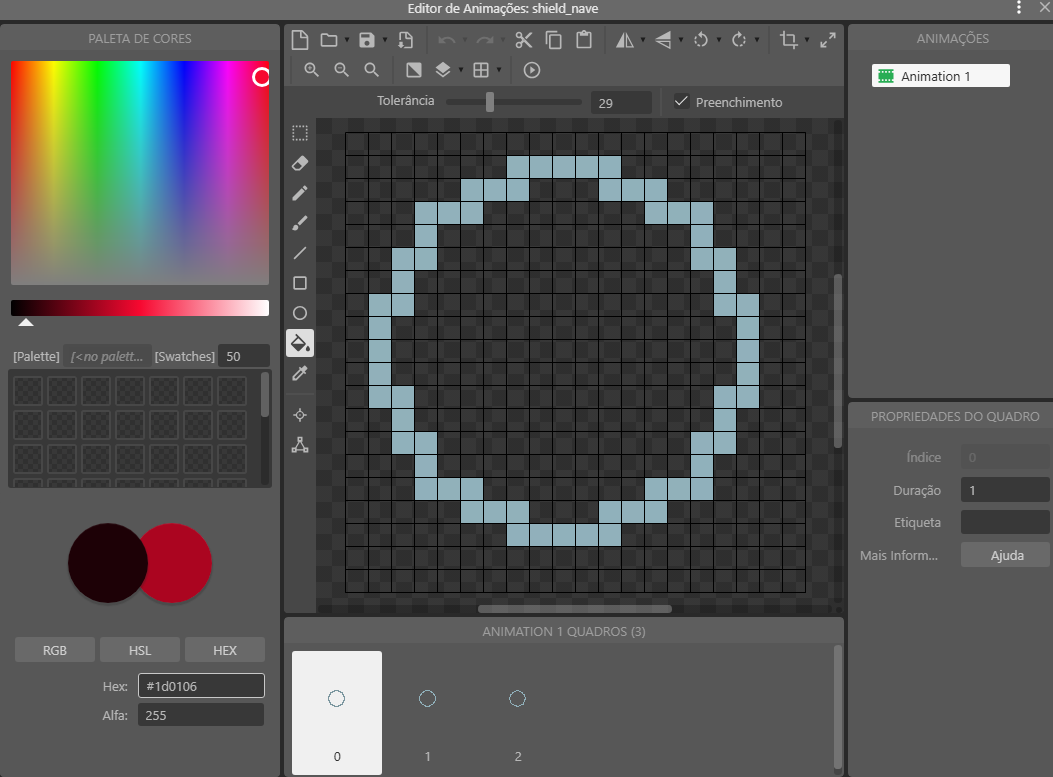 Editor de Animações: shield_nave
PALETA DE CORES
[Palette] [<no palett... [Swatches] 50
RGB HSL HEX
Hex: #1d0106
Alfa: 255
Tolerância 29 Preenchimento
ANIMATION 1 QUADROS (3)
0 1 2
ANIMAÇÕES
Animation 1
PROPRIEDADES DO QUADRO
Índice 0
Duração 1
Etiqueta
Mais Inform... Ajuda